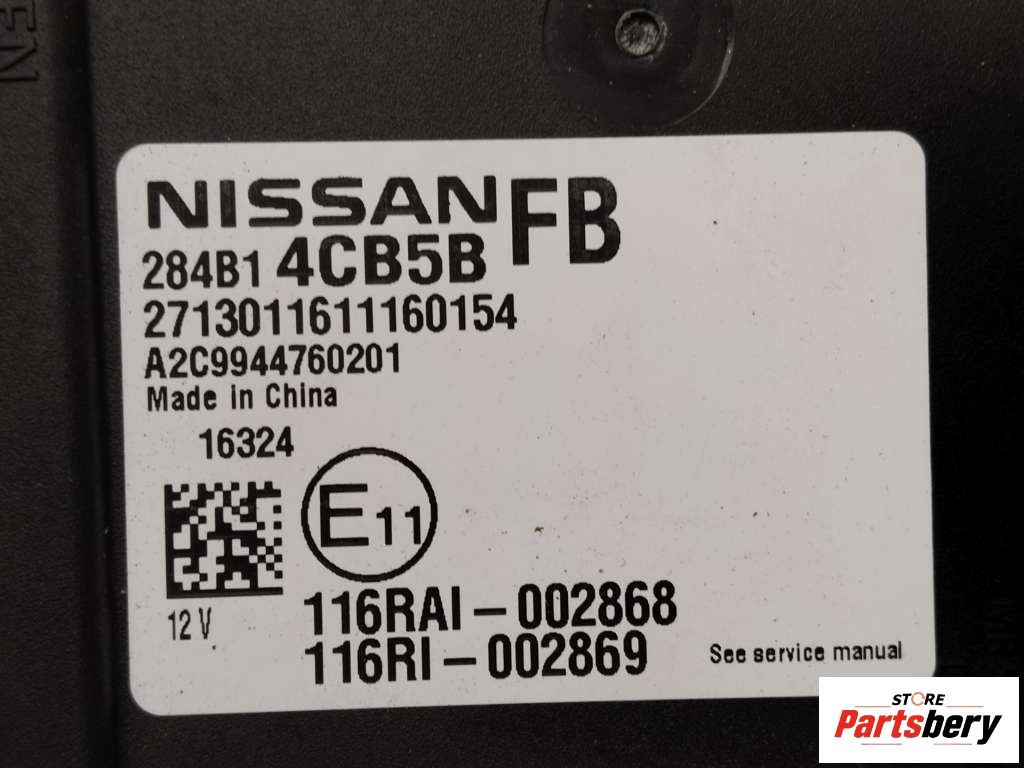 NISSAN FB
284B1 4CB5B
2713011611160154
A2C9944760201
Made in China
16324
E11
12 V
116RAI-002868
116RI-002869
See service manual
STORE
Partsbery